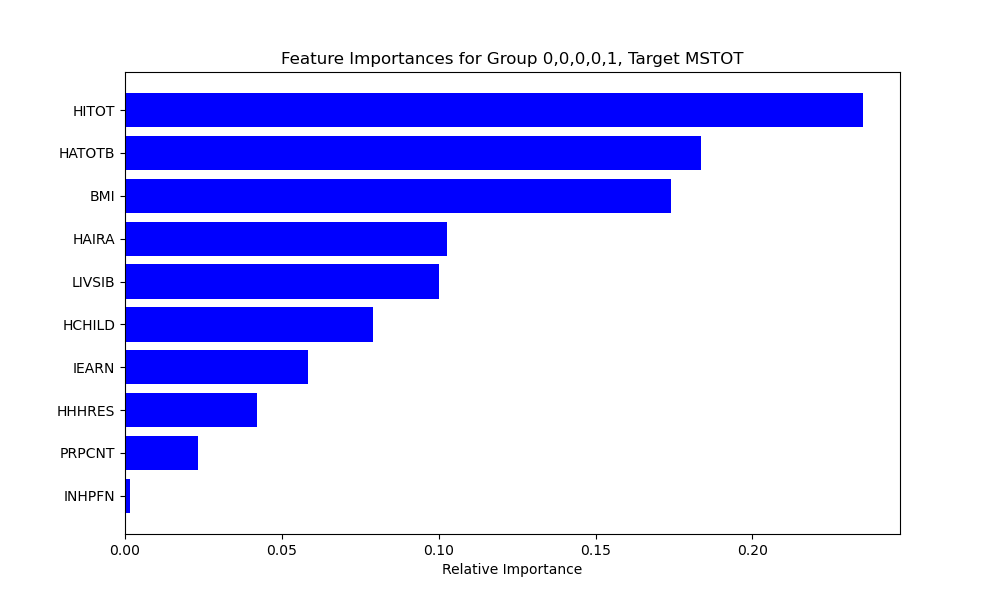 Feature Importances for Group 0,0,0,0,1, Target MSTOT
HITOT
HATOTB
BMI
HAIRA
LIVSIB
HCHILD
IEARN
HHHRES
PRPCNT
INHPFN
0.00 0.05 0.10 0.15 0.20
Relative Importance